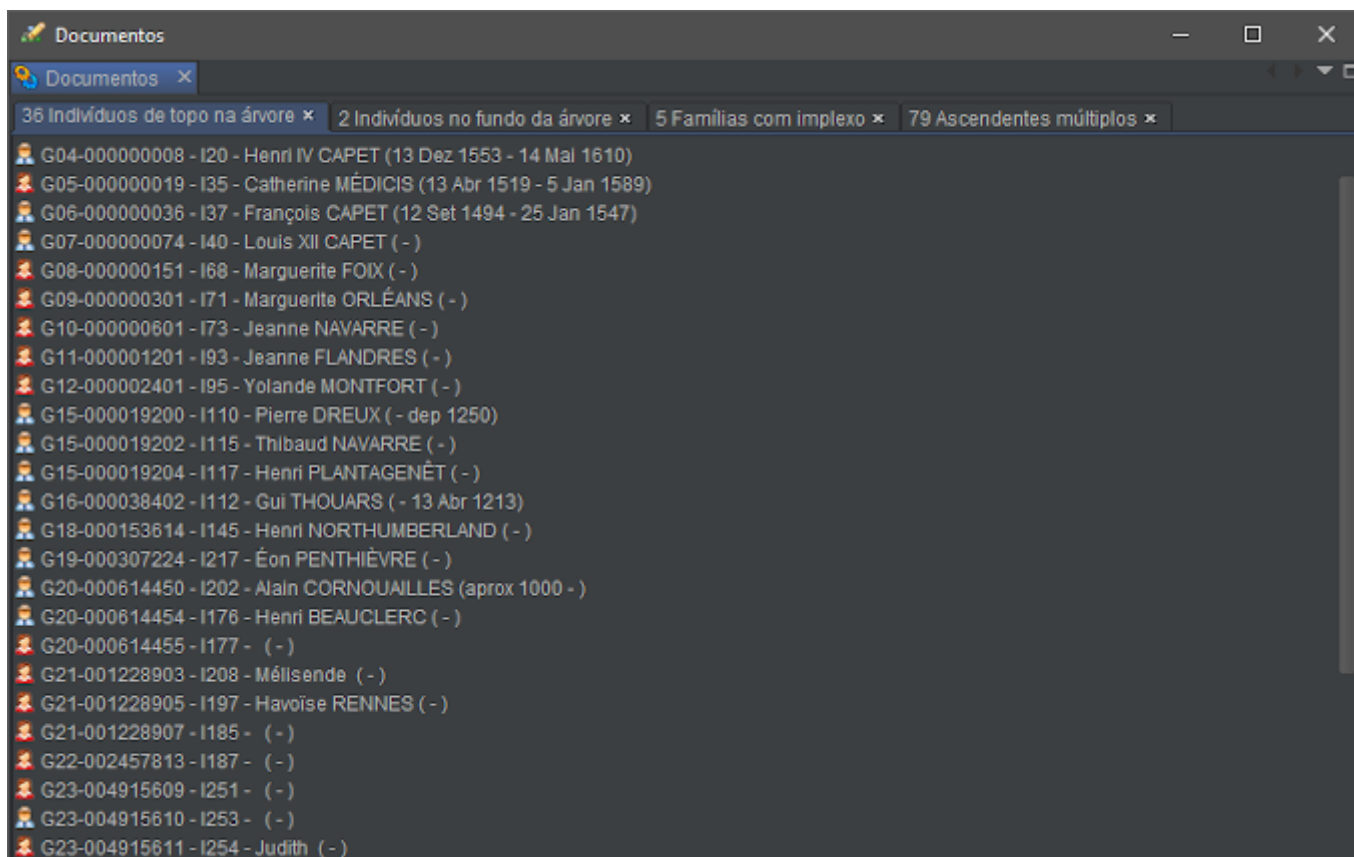 Documentos
Documentos
36 Indivíduos de topo na árvore 2 Indivíduos no fundo da árvore 5 Famílias com implexo 79 Ascendentes múltiplos
G04-000000008 - I20 - Henri IV CAPET (13 Dez 1553 - 14 Mai 1610)
G05-000000019 - I35 - Catherine MÉDICIS (13 Abr 1519 - 5 Jan 1589)
G06-000000036 - I37 - François CAPET (12 Set 1494 - 25 Jan 1547)
G07-000000074 - I40 - Louis XII CAPET ( - )
G08-000000151 - I68 - Marguerite FOIX ( - )
G09-000000301 - I71 - Marguerite ORLÉANS ( - )
G10-000000601 - I73 - Jeanne NAVARRE ( - )
G11-000001201 - I93 - Jeanne FLANDRES ( - )
G12-000002401 - I95 - Yolande MONTFORT ( - )
G15-000019200 - I110 - Pierre DREUX ( - dep 1250)
G15-000019202 - I115 - Thibaud NAVARRE ( - )
G15-000019204 - I117 - Henri PLANTAGENÊT ( - )
G16-000038402 - I112 - Gui THOUARS ( - 13 Abr 1213)
G18-000153614 - I145 - Henri NORTHUMBERLAND ( - )
G19-000307224 - I217 - Éon PENTHIÈVRE ( - )
G20-000614450 - I202 - Alain CORNOUAILLES (aprox 1000 - )
G20-000614454 - I176 - Henri BEAUCLERC ( - )
G20-000614455 - I177 - ( - )
G21-001228903 - I208 - Mélisende ( - )
G21-001228905 - I197 - Havoïse RENNES ( - )
G21-001228907 - I185 - ( - )
G22-002457813 - I187 - ( - )
G23-004915609 - I251 - ( - )
G23-004915610 - I253 - ( - )
G23-004915611 - I254 - Judith ( - )